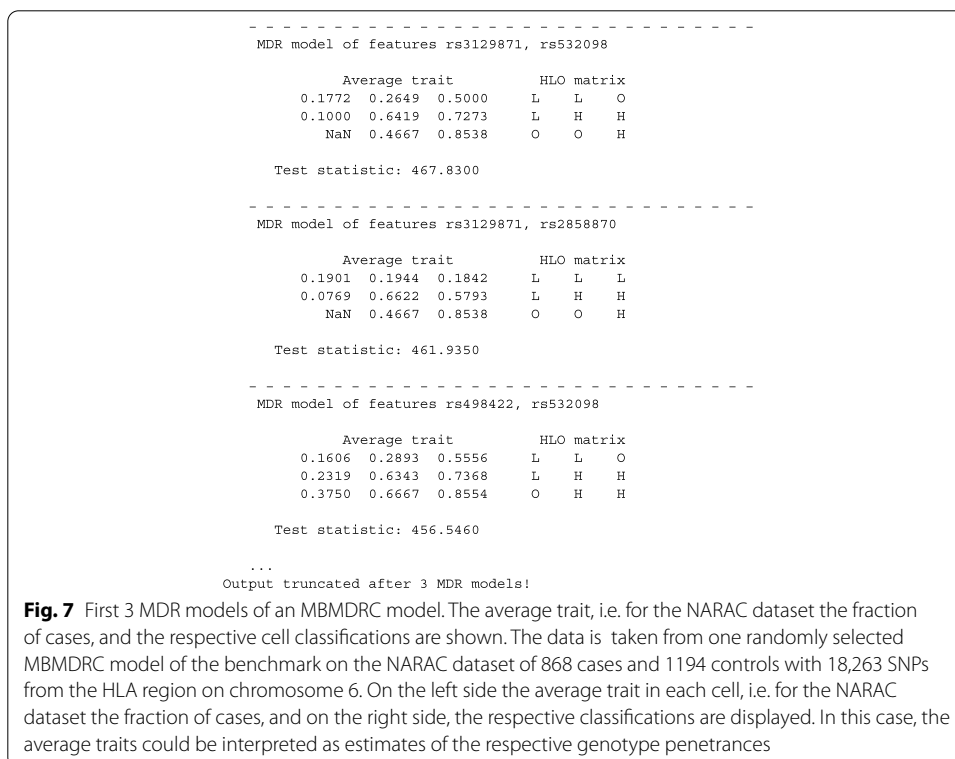 - - - - - - - - - - - - - - - - - - - - - - - - - - - - - -
MDR model of features rs3129871, rs532098
Average trait HLO matrix
0.1772 0.2649 0.5000 L L O
0.1000 0.6419 0.7273 L H H
NaN 0.4667 0.8538 O O H
Test statistic: 467.8300
- - - - - - - - - - - - - - - - - - - - - - - - - - - - - -
MDR model of features rs3129871, rs2858870
Average trait HLO matrix
0.1901 0.1944 0.1842 L L L
0.0769 0.6622 0.5793 L H H
NaN 0.4667 0.8538 O O H
Test statistic: 461.9350
- - - - - - - - - - - - - - - - - - - - - - - - - - - - - -
MDR model of features rs498422, rs532098
Average trait HLO matrix
0.1606 0.2893 0.5556 L L O
0.2319 0.6343 0.7368 L H H
0.3750 0.6667 0.8554 O H H
Test statistic: 456.5460
...
Output truncated after 3 MDR models!
Fig. 7 First 3 MDR models of an MBMDRC model. The average trait, i.e. for the NARAC dataset the fraction
of cases, and the respective cell classifications are shown. The data is taken from one randomly selected
MBMDRC model of the benchmark on the NARAC dataset of 868 cases and 1194 controls with 18,263 SNPs
from the HLA region on chromosome 6. On the left side the average trait in each cell, i.e. for the NARAC
dataset the fraction of cases, and on the right side, the respective classifications are displayed. In this case, the
average traits could be interpreted as estimates of the respective genotype penetrances